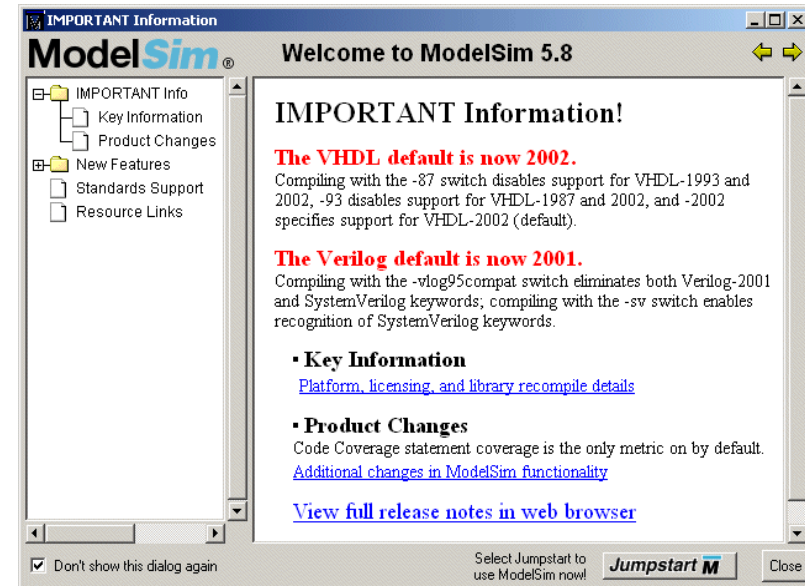 IMPORTANT Information
ModelSim ®
Welcome to ModelSim 5.8
IMPORTANT Info
Key Information
Product Changes
New Features
Standards Support
Resource Links
IMPORTANT Information!
The VHDL default is now 2002.
Compiling with the -87 switch disables support for VHDL-1993 and
2002, -93 disables support for VHDL-1987 and 2002, and -2002
specifies support for VHDL-2002 (default).
The Verilog default is now 2001.
Compiling with the -vlog95compat switch eliminates both Verilog-2001
and SystemVerilog keywords; compiling with the -sv switch enables
recognition of SystemVerilog keywords.
▪ Key Information
Platform, licensing, and library recompile details
▪ Product Changes
Code Coverage statement coverage is the only metric on by default.
Additional changes in ModelSim functionality
View full release notes in web browser
Don't show this dialog again
Select Jumpstart to
use ModelSim now!
Jumpstart M
Close